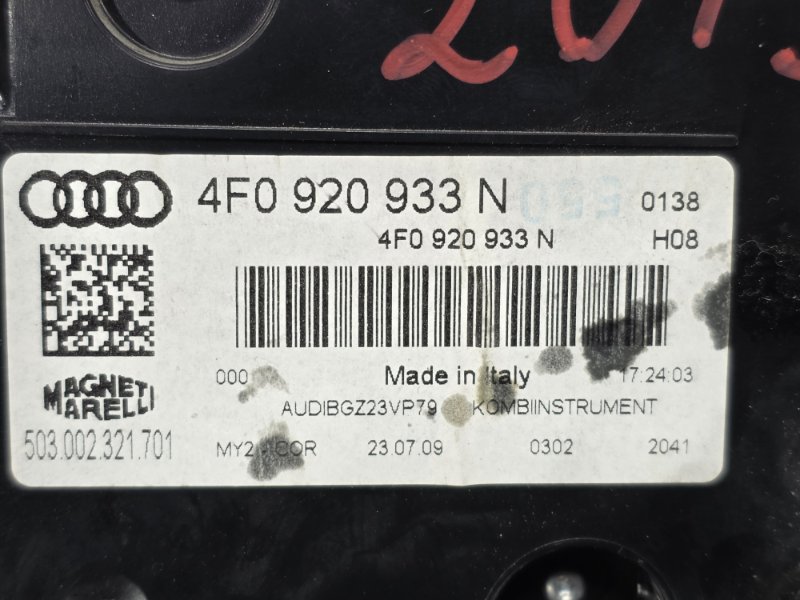 4F0 920 933 N 0138
4F0 920 933 N H08
000 Made in Italy 17:24:03
MAGNETI
MARELLI
AUDIBGZ23VP79 KOMBIINSTRUMENT
503.002.321.701
23.07.09 0302 2041